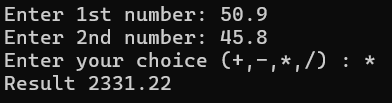 Enter 1st number: 50.9
Enter 2nd number: 45.8
Enter your choice (+,-,*,/) : *
Result 2331.22